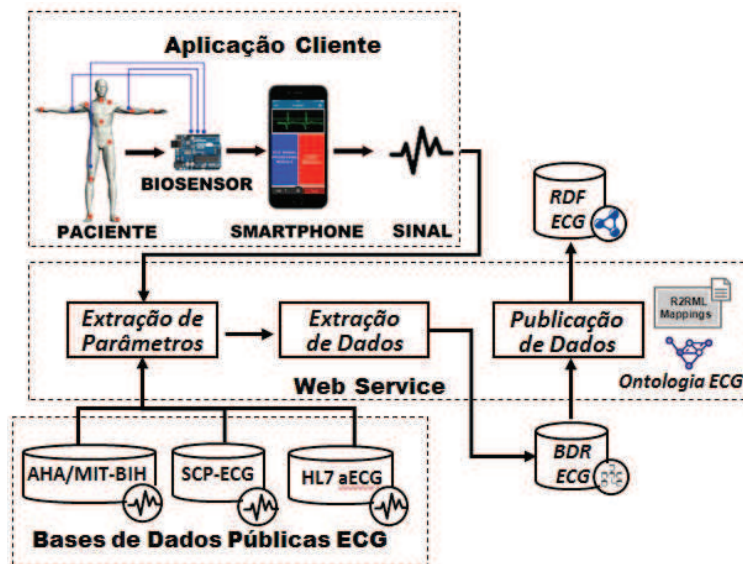 Aplicação Cliente
BIOSENSOR
PACIENTE
SMARTPHONE
SINAL
RDF
ECG
Extração de
Parâmetros
Extração
de Dados
Publicação
de Dados
R2RML
Mappings
Ontologia ECG
Web Service
AHA/MIT-BIH
SCP-ECG
HL7 aECG
BDR
ECG
Bases de Dados Públicas ECG